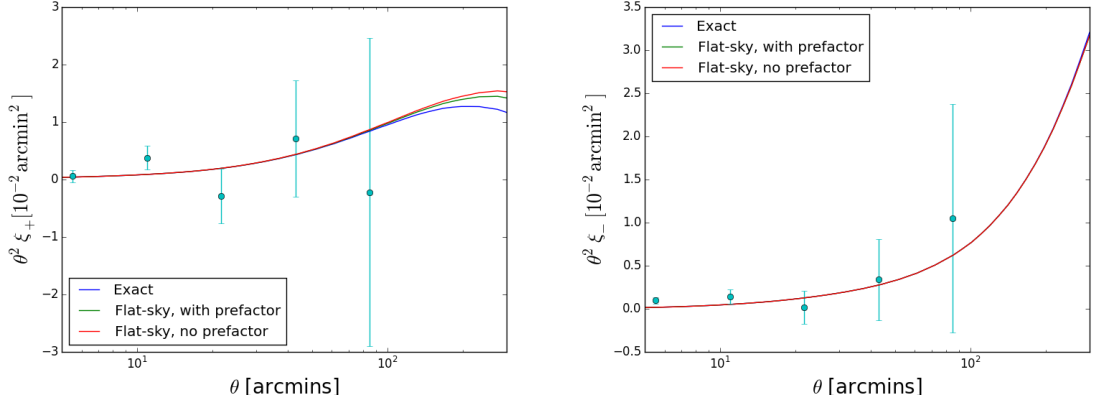 3
2
1
0
−1
−2
−3
θ² ξ₊[10⁻² arcmin² ]
Exact
Flat-sky, with prefactor
Flat-sky, no prefactor
10¹
10²
θ [arcmins]
3.5
3.0
2.5
2.0
1.5
1.0
0.5
0.0
−0.5
θ² ξ₋ [10⁻² arcmin² ]
Exact
Flat-sky, with prefactor
Flat-sky, no prefactor
10¹
10²
θ [arcmins]